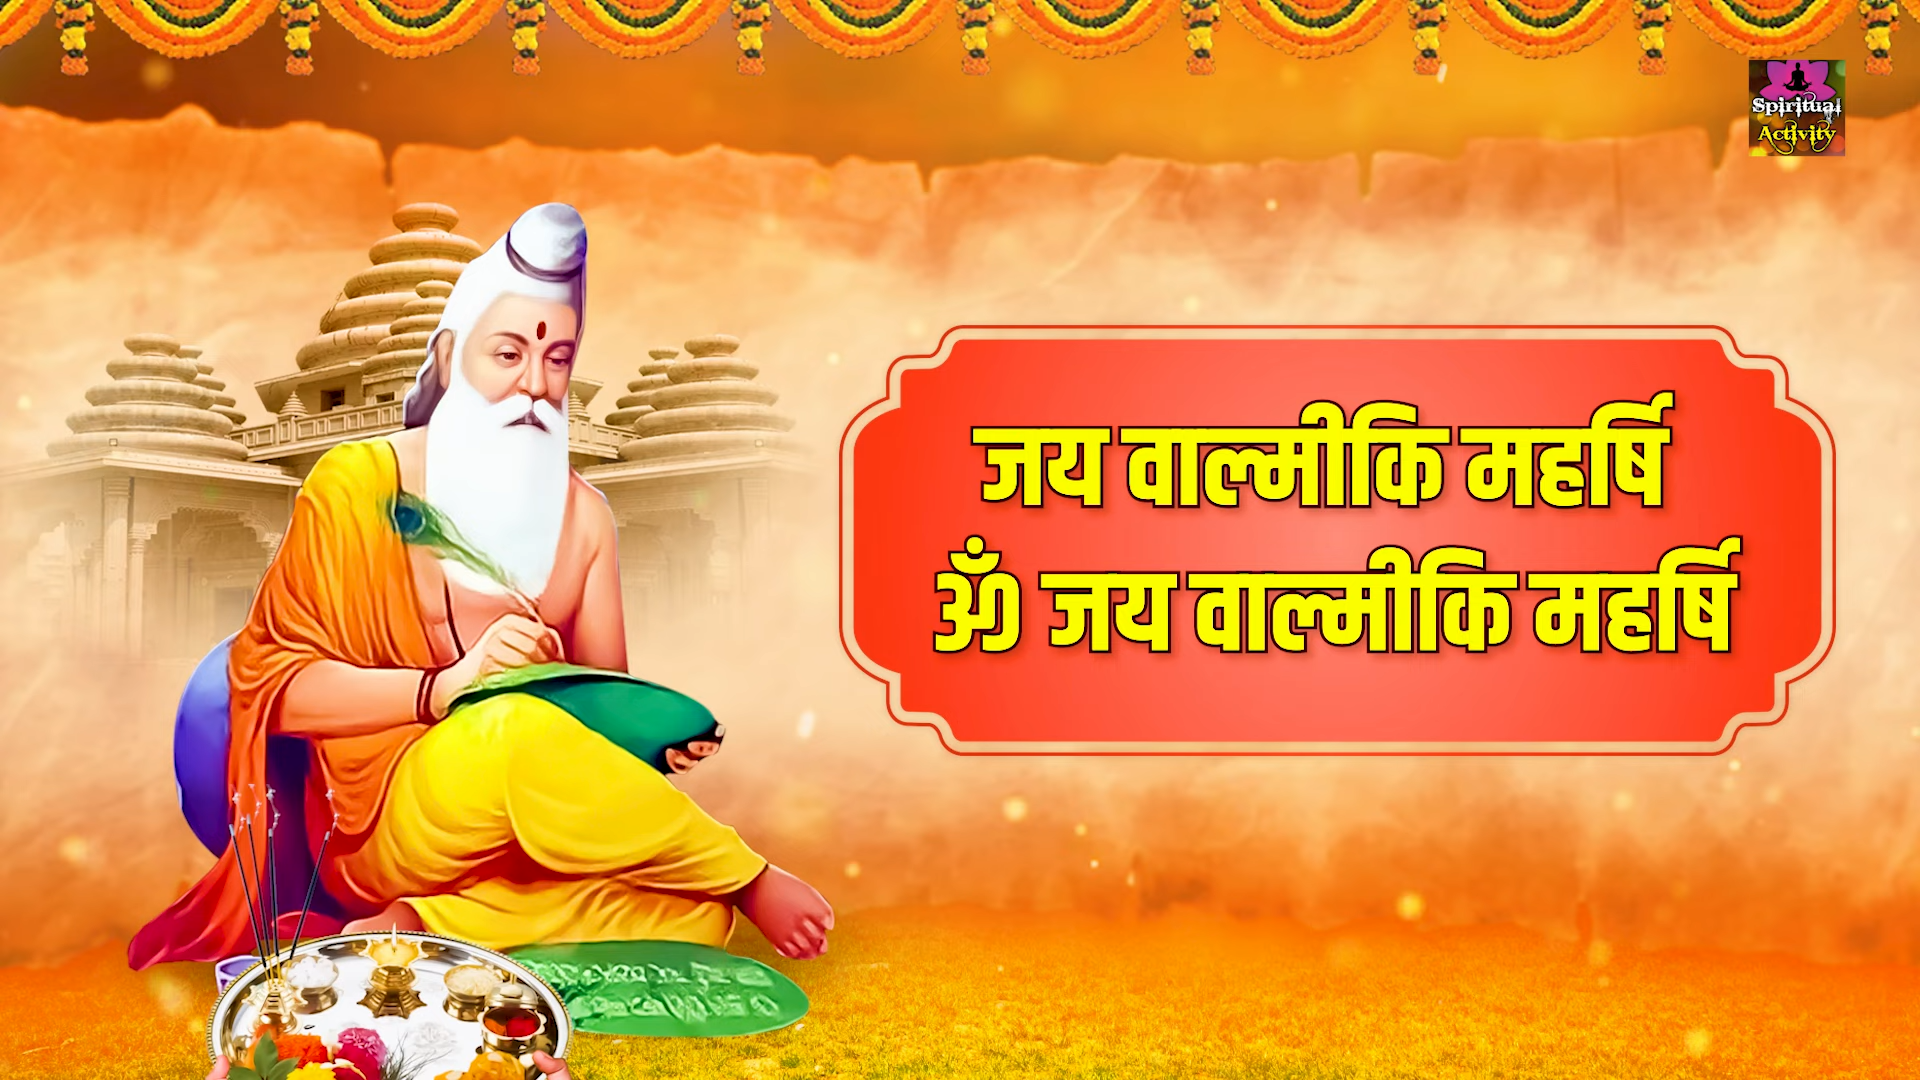 Spiritual
Activity
जय वाल्मीकि महर्षि
ॐ जय वाल्मीकि महर्षि